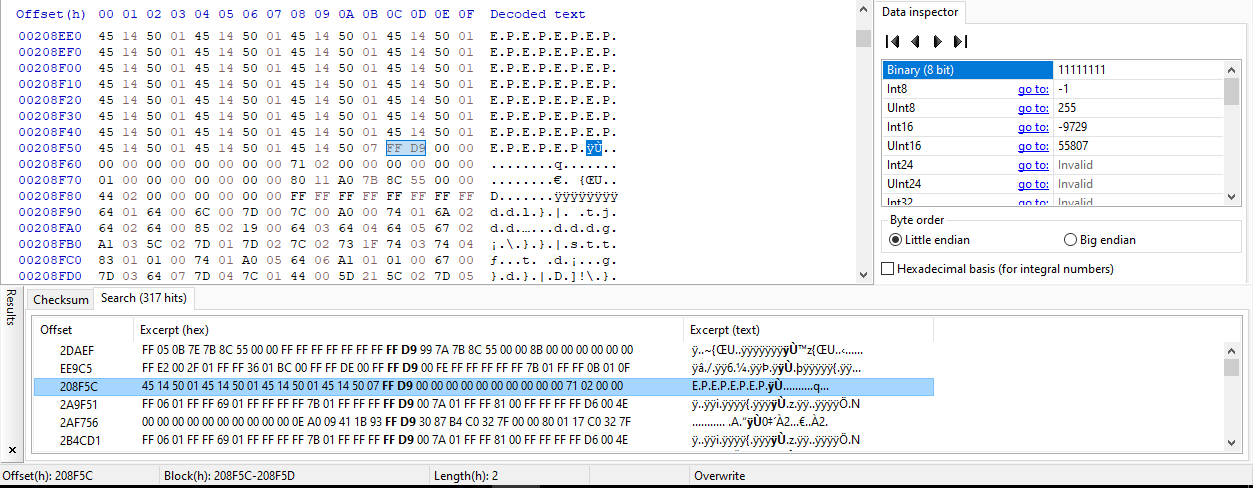 Offset(h) 00 01 02 03 04 05 06 07 08 09 0A 0B 0C 0D 0E 0F Decoded text
00208EE0 45 14 50 01 45 14 50 01 45 14 50 01 45 14 50 01 E.P.E.P.E.P.E.P.
00208EF0 45 14 50 01 45 14 50 01 45 14 50 01 45 14 50 01 E.P.E.P.E.P.E.P.
00208F00 45 14 50 01 45 14 50 01 45 14 50 01 45 14 50 01 E.P.E.P.E.P.E.P.
00208F10 45 14 50 01 45 14 50 01 45 14 50 01 45 14 50 01 E.P.E.P.E.P.E.P.
00208F20 45 14 50 01 45 14 50 01 45 14 50 01 45 14 50 01 E.P.E.P.E.P.E.P.
00208F30 45 14 50 01 45 14 50 01 45 14 50 01 45 14 50 01 E.P.E.P.E.P.E.P.
00208F40 45 14 50 01 45 14 50 01 45 14 50 01 45 14 50 01 E.P.E.P.E.P.E.P.
00208F50 45 14 50 01 45 14 50 01 45 14 50 07 FF D9 00 00 E.P.E.P.E.P.ÿÙ..
00208F60 00 00 00 00 00 00 00 00 71 02 00 00 00 00 00 00 ........q.......
00208F70 01 00 00 00 00 00 00 00 80 11 A0 7B 8C 55 00 00 ........€. {ŒU..
00208F80 44 02 00 00 00 00 00 00 FF FF FF FF FF FF FF FF D.......ÿÿÿÿÿÿÿÿ
00208F90 64 01 64 00 6C 00 7D 00 7C 00 A0 00 74 01 6A 02 d.d.l.}.|. .t.j.
00208FA0 64 02 64 00 85 02 19 00 64 03 64 04 64 05 67 02 d.d.…...d.d.d.g.
00208FB0 A1 03 5C 02 7D 01 7D 02 7C 02 73 1F 74 03 74 04 ¡.\.}.}.|.s.t.t.
00208FC0 83 01 01 00 74 01 A0 05 64 06 A1 01 01 00 67 00 ƒ...t. .d.¡...g.
00208FD0 7D 03 64 07 7D 04 7C 01 44 00 5D 21 5C 02 7D 05 }.d.}.|.D.]!\.}.
Data inspector
Binary (8 bit) 11111111
Int8 go to: -1
UInt8 go to: 255
Int16 go to: -9729
UInt16 go to: 55807
Int24 go to: Invalid
UInt24 go to: Invalid
Int32 go to: Invalid
Byte order
Little endian Big endian
Hexadecimal basis (for integral numbers)
Results
Checksum Search (317 hits)
Offset Excerpt (hex) Excerpt (text)
2DAEF FF 05 0B 7E 7B 8C 55 00 00 FF FF FF FF FF FF FF FF D9 99 7A 7B 8C 55 00 00 8B 00 00 00 00 00 00 ÿ..~{ŒU..ÿÿÿÿÿÿÿÿÙ™z{ŒU..‹......
EE9C5 FF E2 00 2F 01 FF FF 36 01 BC 00 FF FF DE 00 FF FF D9 00 FE FF FF FF FF FF 7B 01 FF FF 0B 01 0F ÿâ./.ÿÿ6.¼.ÿÿÞ.ÿÿÙ.þÿÿÿÿÿ{.ÿÿ...
208F5C 45 14 50 01 45 14 50 01 45 14 50 01 45 14 50 07 FF D9 00 00 00 00 00 00 00 00 00 00 71 02 00 00 E.P.E.P.E.P.E.P.ÿÙ..........q...
2A9F51 FF 06 01 FF FF 69 01 FF FF FF FF 7B 01 FF FF FF D9 00 7A 01 FF FF 81 00 FF FF FF FF D6 00 4E ÿ..ÿÿi.ÿÿÿÿ{.ÿÿÿÙ.z.ÿÿ..ÿÿÿÿÖ.N
2AF756 00 00 00 00 00 00 00 00 00 00 0E A0 09 41 1B 93 FF D9 30 87 B4 C0 32 7F 00 00 80 01 17 C0 32 7F ........... .A.“ÿÙ0‡´À2...€..À2.
2B4CD1 FF 06 01 FF FF 69 01 FF FF FF FF 7B 01 FF FF FF D9 00 7A 01 FF FF 81 00 FF FF FF FF D6 00 4E ÿ..ÿÿi.ÿÿÿÿ{.ÿÿÿÙ.z.ÿÿ..ÿÿÿÿÖ.N
Offset(h): 208F5C Block(h): 208F5C-208F5D Length(h): 2 Overwrite